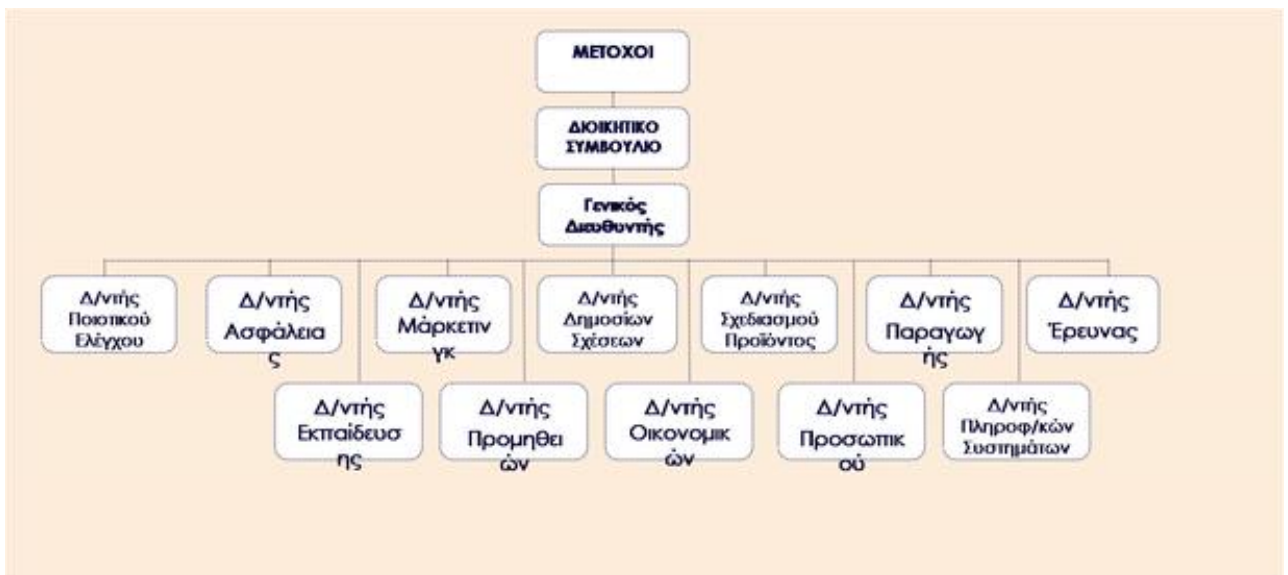 ΜΕΤΟΧΟΙ
ΔΙΟΙΚΗΤΙΚΟ
ΣΥΜΒΟΥΛΙΟ
Γενικός
Διευθυντής
Δ/ντής
Ποιοτικού
Ελέγχου
Δ/ντής
Ασφάλεια
ς
Δ/ντής
Μάρκετιν
γκ
Δ/ντής
Δημοσίων
Σχέσεων
Δ/ντής
Σχεδιασμού
Προϊόντος
Δ/ντής
Παραγωγ
ής
Δ/ντής
Έρευνας
Δ/ντής
Εκπαίδευσ
ης
Δ/ντής
Προμηθει
ών
Δ/ντής
Οικονομικ
ών
Δ/ντής
Προσωπικ
ού
Δ/ντής
Πληροφ/κών
Συστημάτων